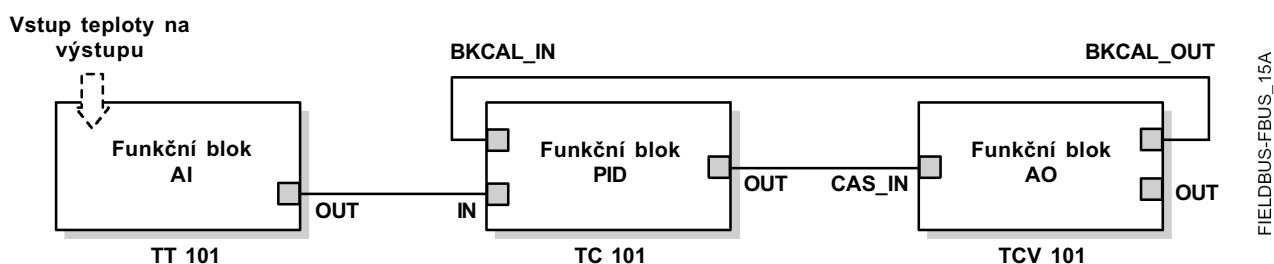 Vstup teploty na
výstupu
BKCAL_IN
BKCAL_OUT
Funkční blok
AI
Funkční blok
PID
Funkční blok
AO
OUT
IN
OUT
CAS_IN
OUT
TT 101
TC 101
TCV 101
FIELDBUS-FBUS_15A